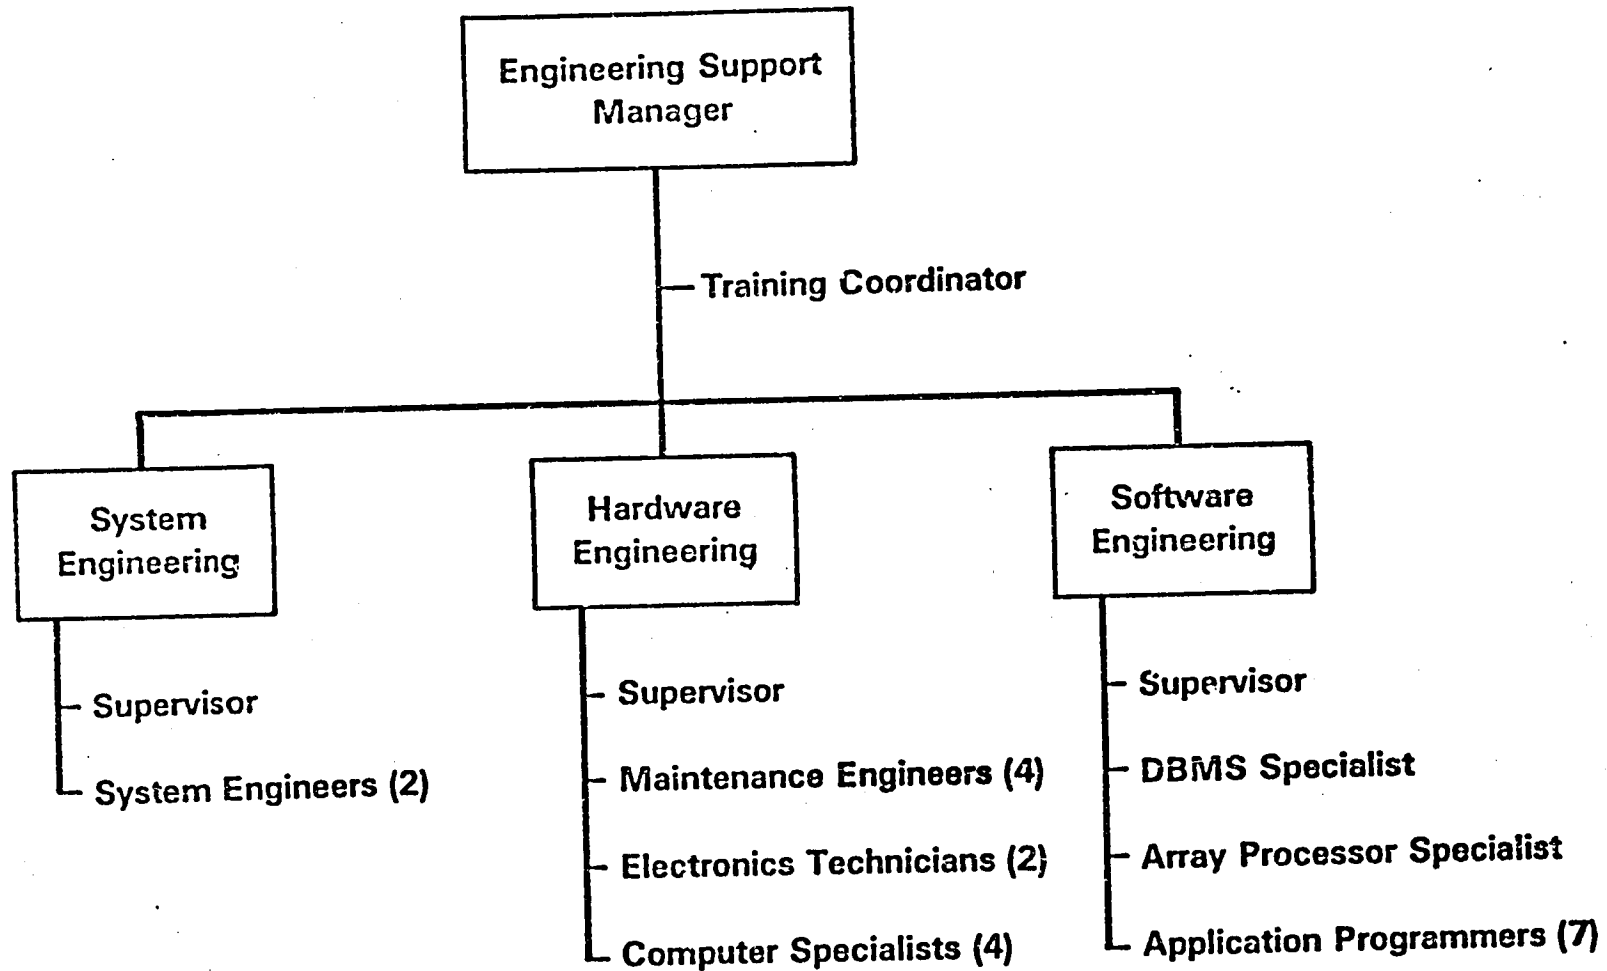 Engineering Support
Manager
Training Coordinator
System
Engineering
Supervisor
System Engineers (2)
Hardware
Engineering
Supervisor
Maintenance Engineers (4)
Electronics Technicians (2)
Computer Specialists (4)
Software
Engineering
Supervisor
DBMS Specialist
Array Processor Specialist
Application Programmers (7)